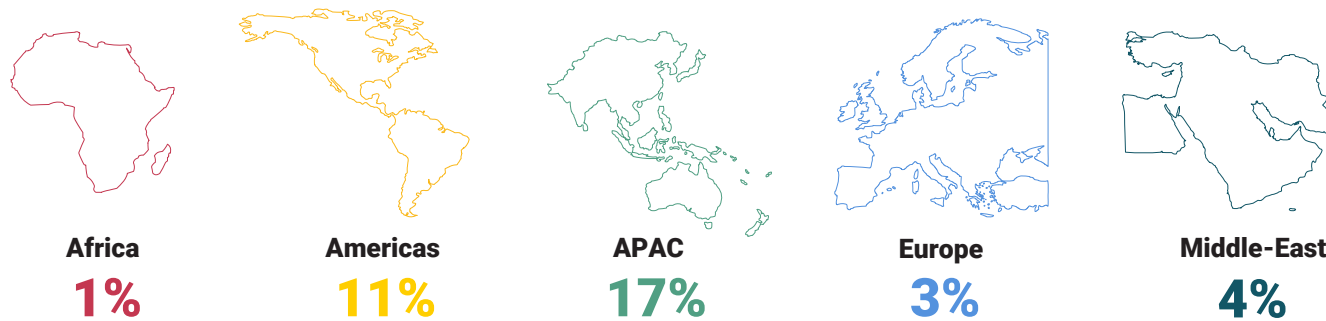 Africa
1%
Americas
11%
APAC
17%
Europe
3%
Middle-East
4%